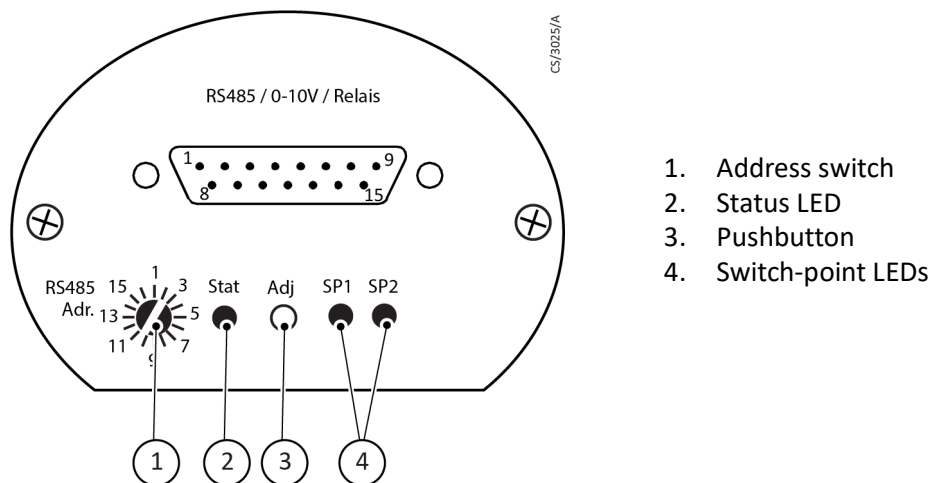 CS/3025/A
RS485 / 0-10V / Relais
1 9
8 15
RS485
Adr.
1
15 3
13 5
11 7
9
Stat Adj SP1 SP2
1 2 3 4
1. Address switch
2. Status LED
3. Pushbutton
4. Switch-point LEDs